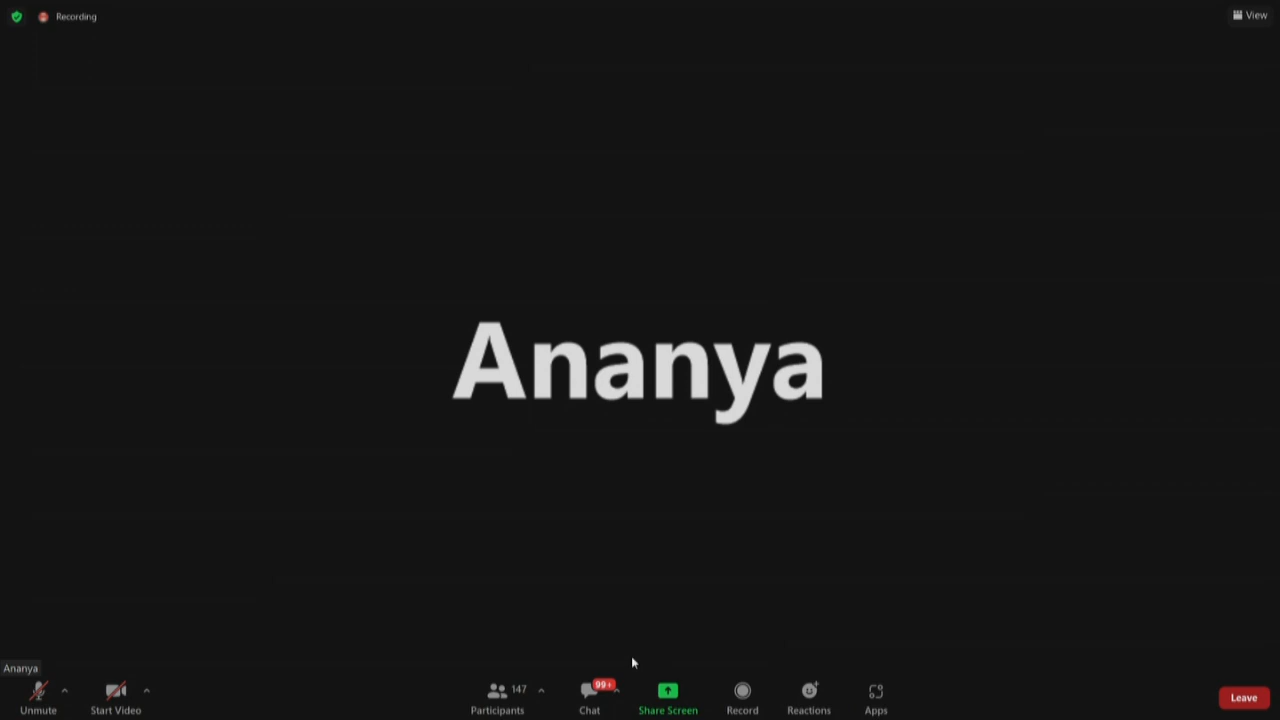 Recording
View
Ananya
Ananya
147
99+
Unmute
Start Video
Participants
Chat
Share Screen
Record
Reactions
Apps
Leave